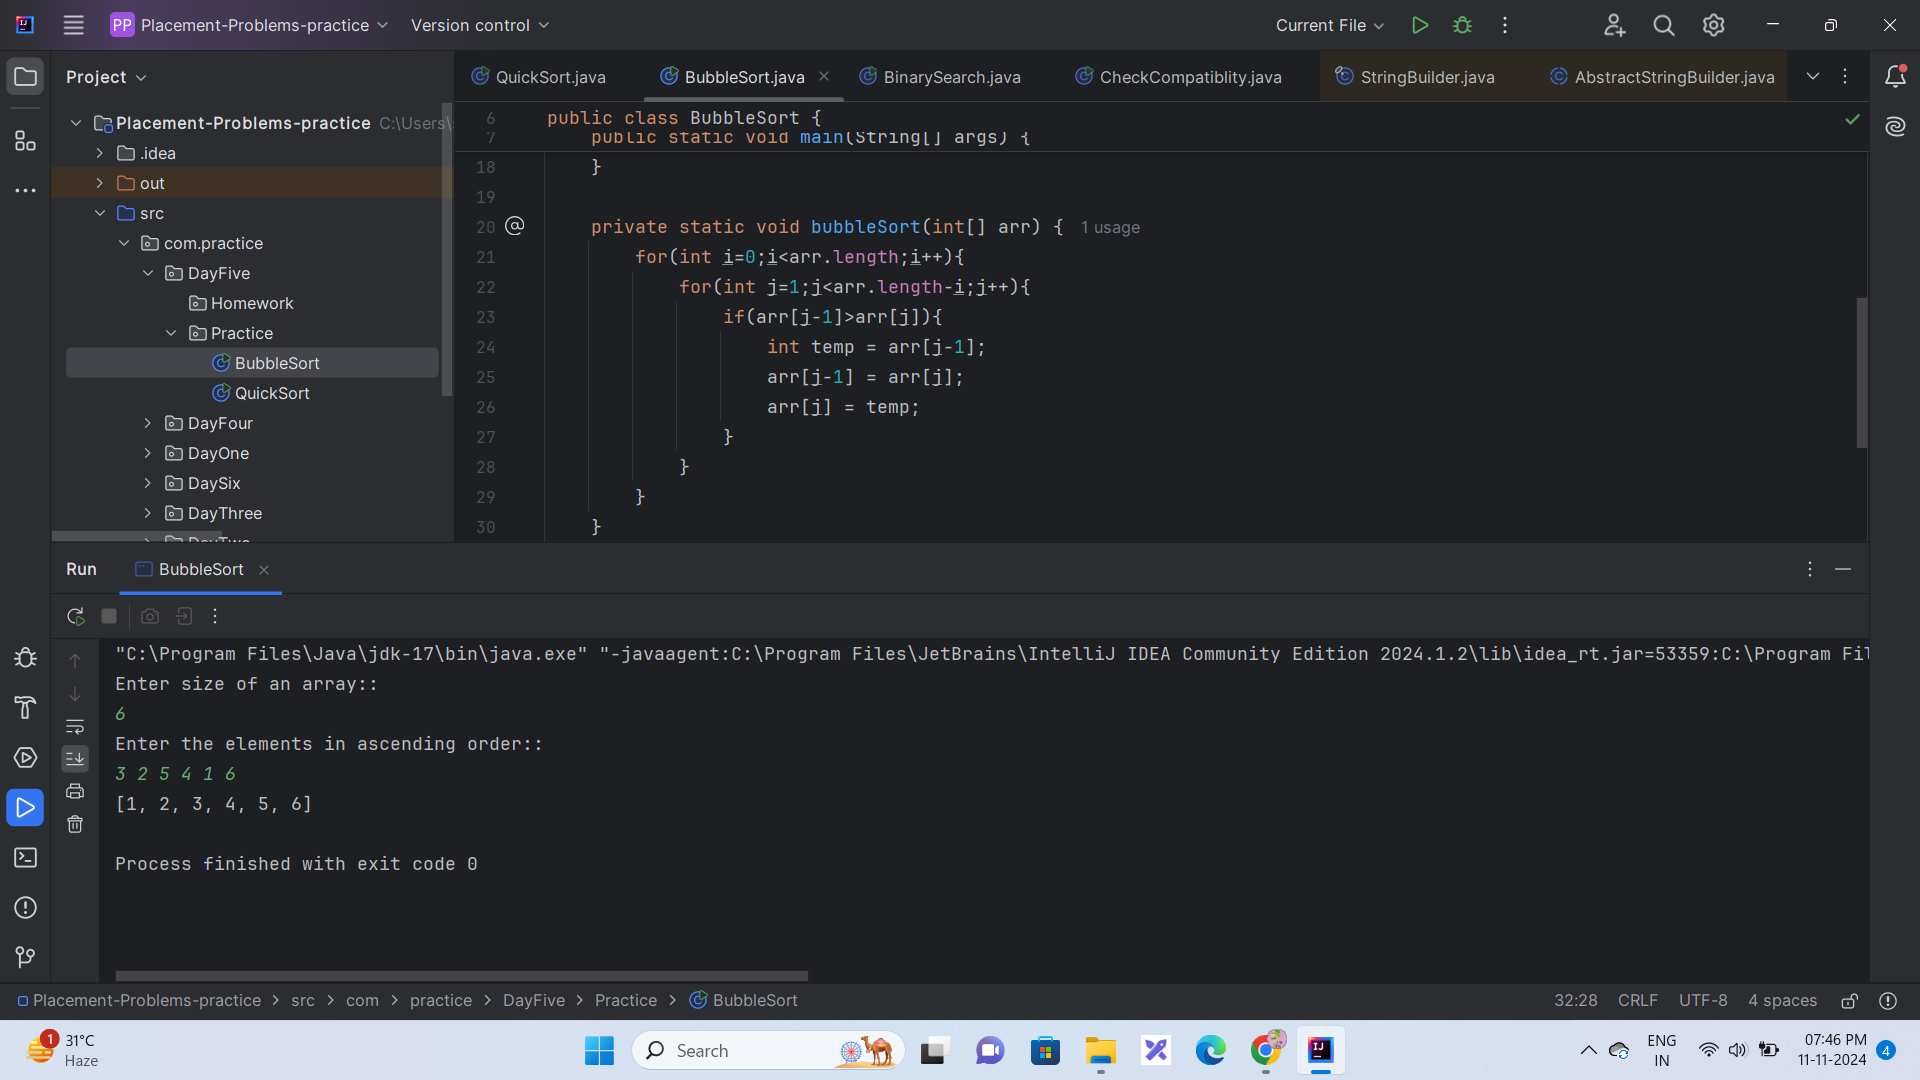 PP Placement-Problems-practice Version control Current File
Project
QuickSort.java BubbleSort.java BinarySearch.java CheckCompatiblity.java StringBuilder.java AbstractStringBuilder.java
Placement-Problems-practice C:\Users\
.idea
out
src
com.practice
DayFive
Homework
Practice
BubbleSort
QuickSort
DayFour
DayOne
DaySix
DayThree
DayTwo
6 public class BubbleSort {
7 public static void main(String[] args) {
18 }
19
20 @ private static void bubbleSort(int[] arr) { 1 usage
21 for(int i=0;i<arr.length;i++){
22 for(int j=1;j<arr.length-i;j++){
23 if(arr[j-1]>arr[j]){
24 int temp = arr[j-1];
25 arr[j-1] = arr[j];
26 arr[j] = temp;
27 }
28 }
29 }
30 }
Run BubbleSort
"C:\Program Files\Java\jdk-17\bin\java.exe" "-javaagent:C:\Program Files\JetBrains\IntelliJ IDEA Community Edition 2024.1.2\lib\idea_rt.jar=53359:C:\Program Fil
Enter size of an array::
6
Enter the elements in ascending order::
3 2 5 4 1 6
[1, 2, 3, 4, 5, 6]
Process finished with exit code 0
Placement-Problems-practice > src > com > practice > DayFive > Practice > BubbleSort 32:28 CRLF UTF-8 4 spaces
1 31°C
Haze
Search
ENG
IN
07:46 PM
11-11-2024
4